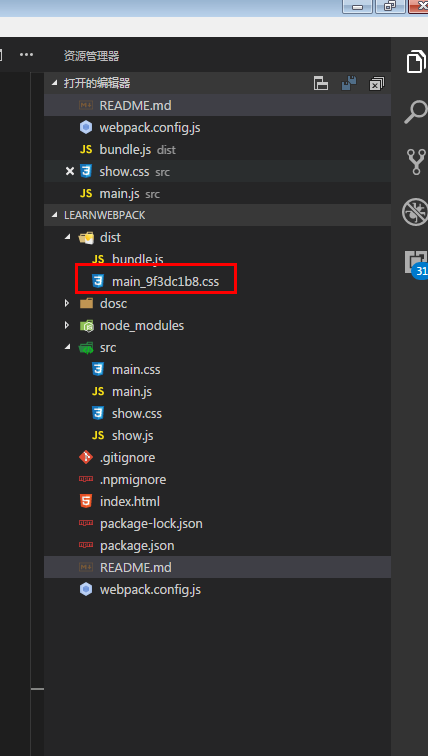 资源管理器
打开的编辑器
README.md
webpack.config.js
JS bundle.js dist
show.css src
JS main.js src
LEARNWEBPACK
dist
JS bundle.js
main_9f3dc1b8.css
dosc
node_modules
src
main.css
JS main.js
show.css
JS show.js
.gitignore
.npmignore
index.html
package-lock.json
package.json
README.md
webpack.config.js
31